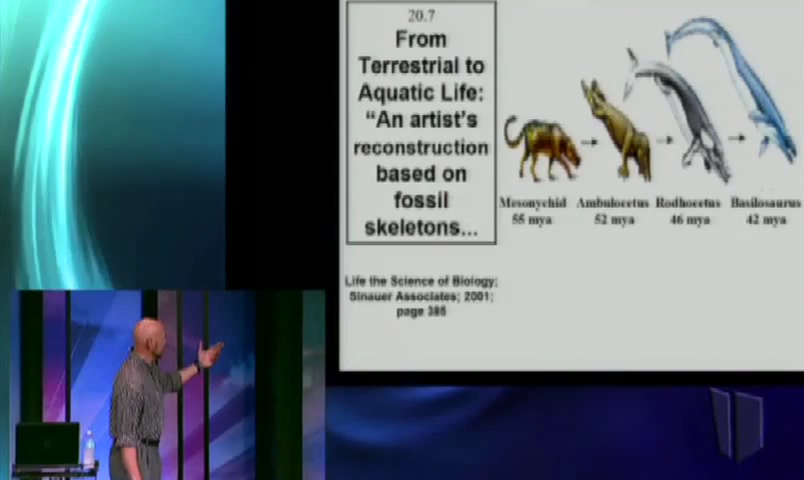 20.7
From
Terrestrial to
Aquatic Life:
“An artist's
reconstruction
based on
fossil
skeletons...
Mesonychid Ambulocetus Rodhocetus Basilosaurus
55 mya 52 mya 46 mya 42 mya
Life the Science of Biology;
Sinauer Associates; 2001;
page 385